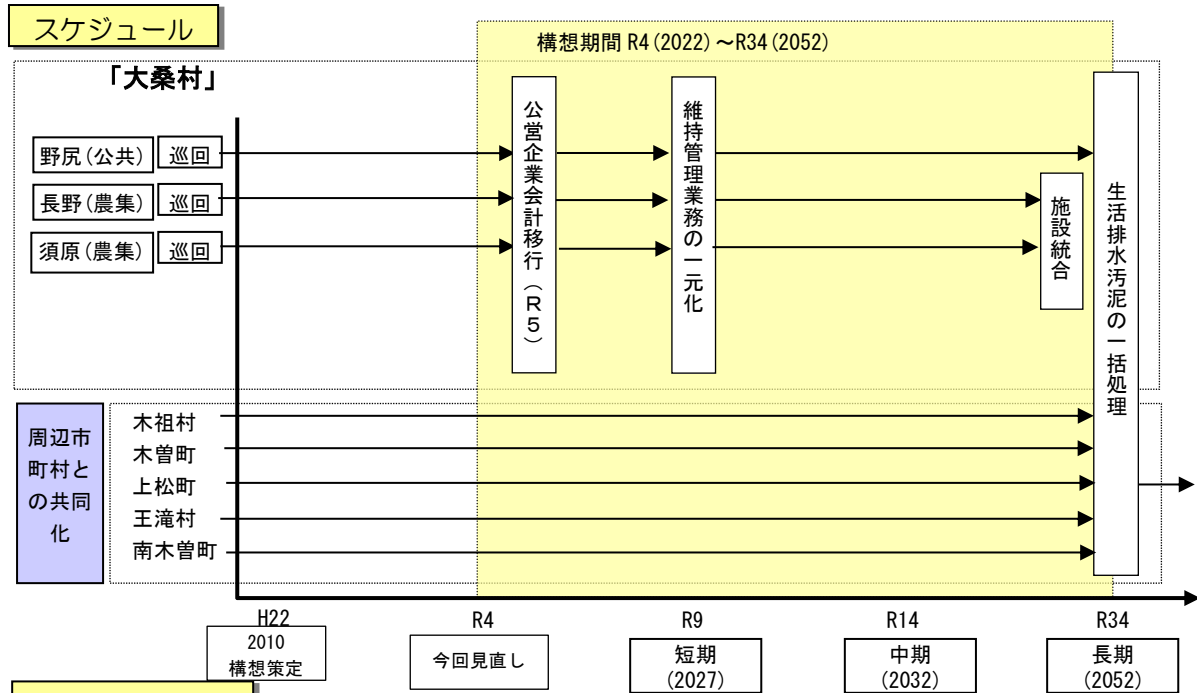 スケジュール
構想期間 R4(2022)～R34(2052)
「大桑村」
野尻(公共) 巡回
長野(農集) 巡回
須原(農集) 巡回
公営企業会計移行（R5）
維持管理業務の一元化
施設統合
生活排水汚泥の一括処理
周辺市
町村と
の共同
化
木祖村
木曽町
上松町
王滝村
南木曽町
H22 R4 R9 R14 R34
2010
構想策定
今回見直し
短期
(2027)
中期
(2032)
長期
(2052)